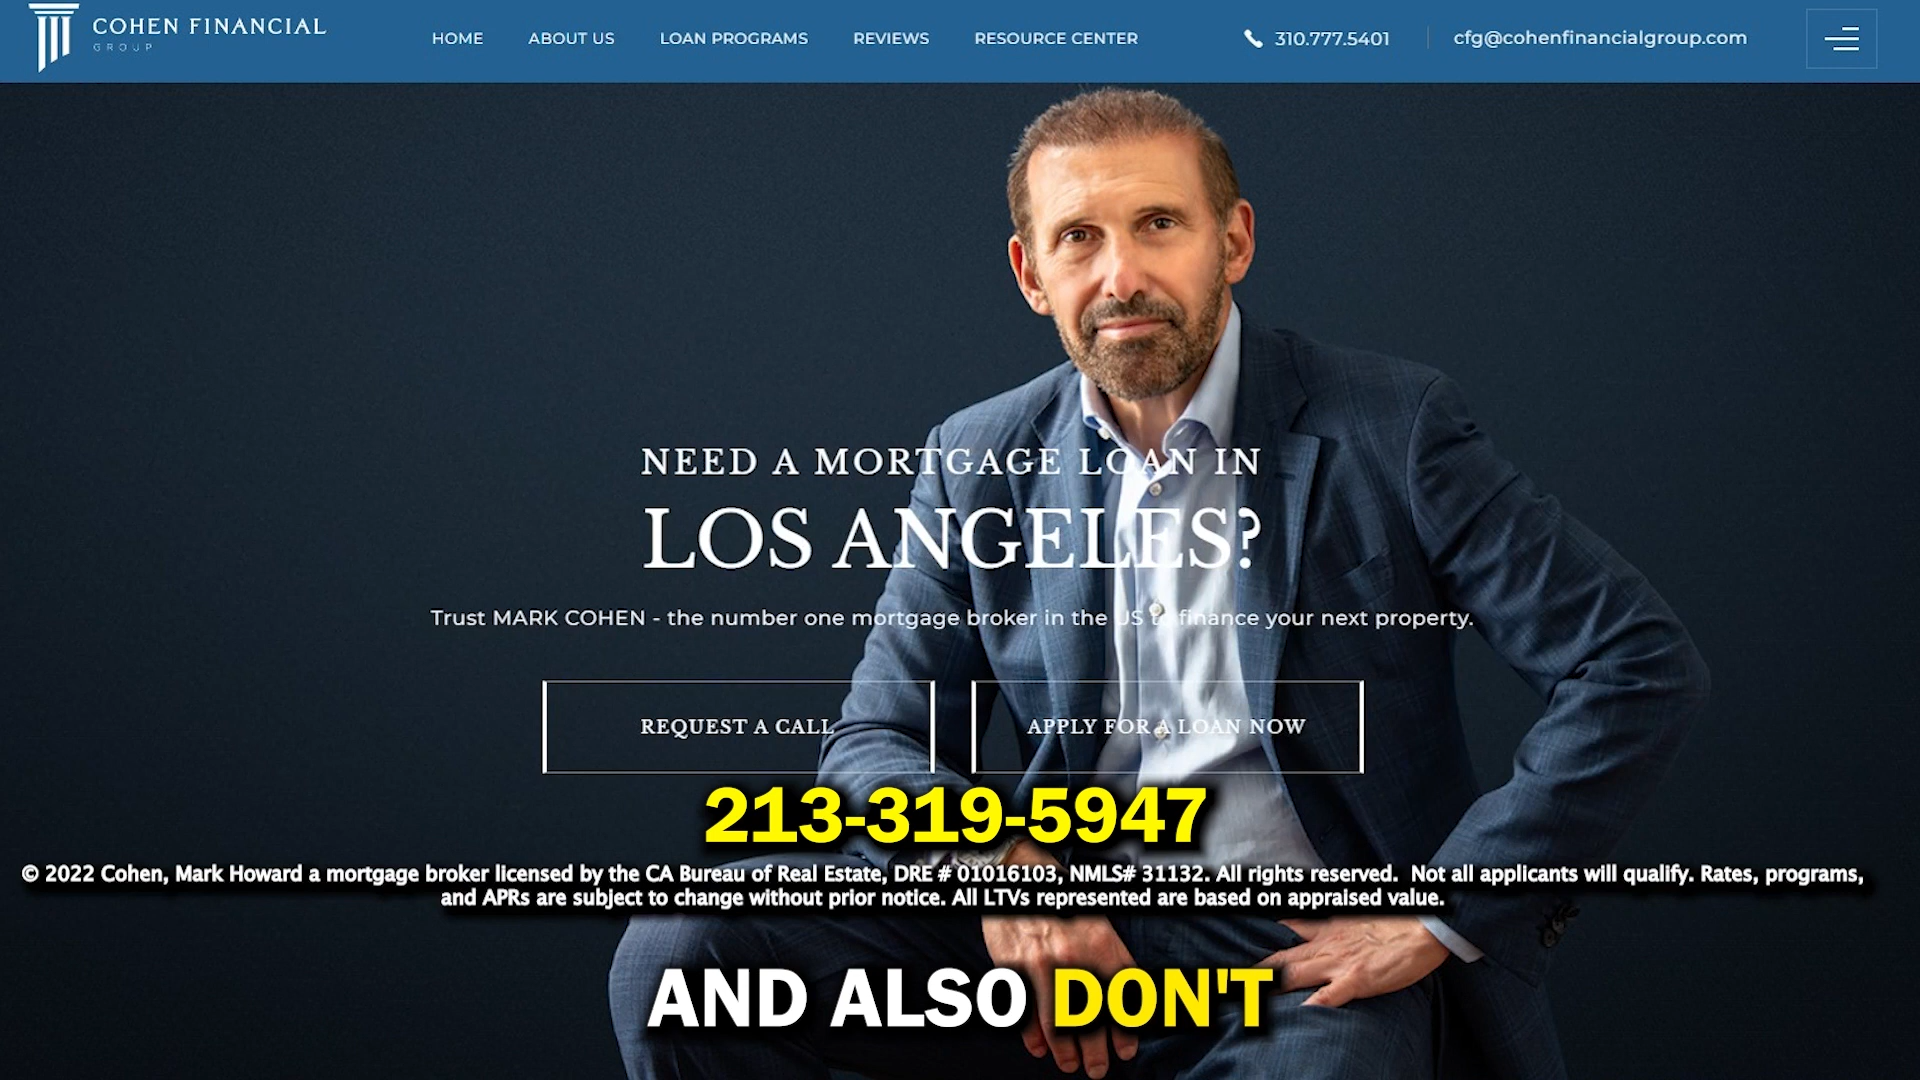 COHEN FINANCIAL
GROUP
HOME ABOUT US LOAN PROGRAMS REVIEWS RESOURCE CENTER 310.777.5401 cfg@cohenfinancialgroup.com
NEED A MORTGAGE LOAN IN
LOS ANGELES?
Trust MARK COHEN - the number one mortgage broker in the US to finance your next property.
REQUEST A CALL APPLY FOR A LOAN NOW
213-319-5947
© 2022 Cohen, Mark Howard a mortgage broker licensed by the CA Bureau of Real Estate, DRE # 01016103, NMLS# 31132. All rights reserved. Not all applicants will qualify. Rates, programs,
and APRs are subject to change without prior notice. All LTVs represented are based on appraised value.
AND ALSO DON'T